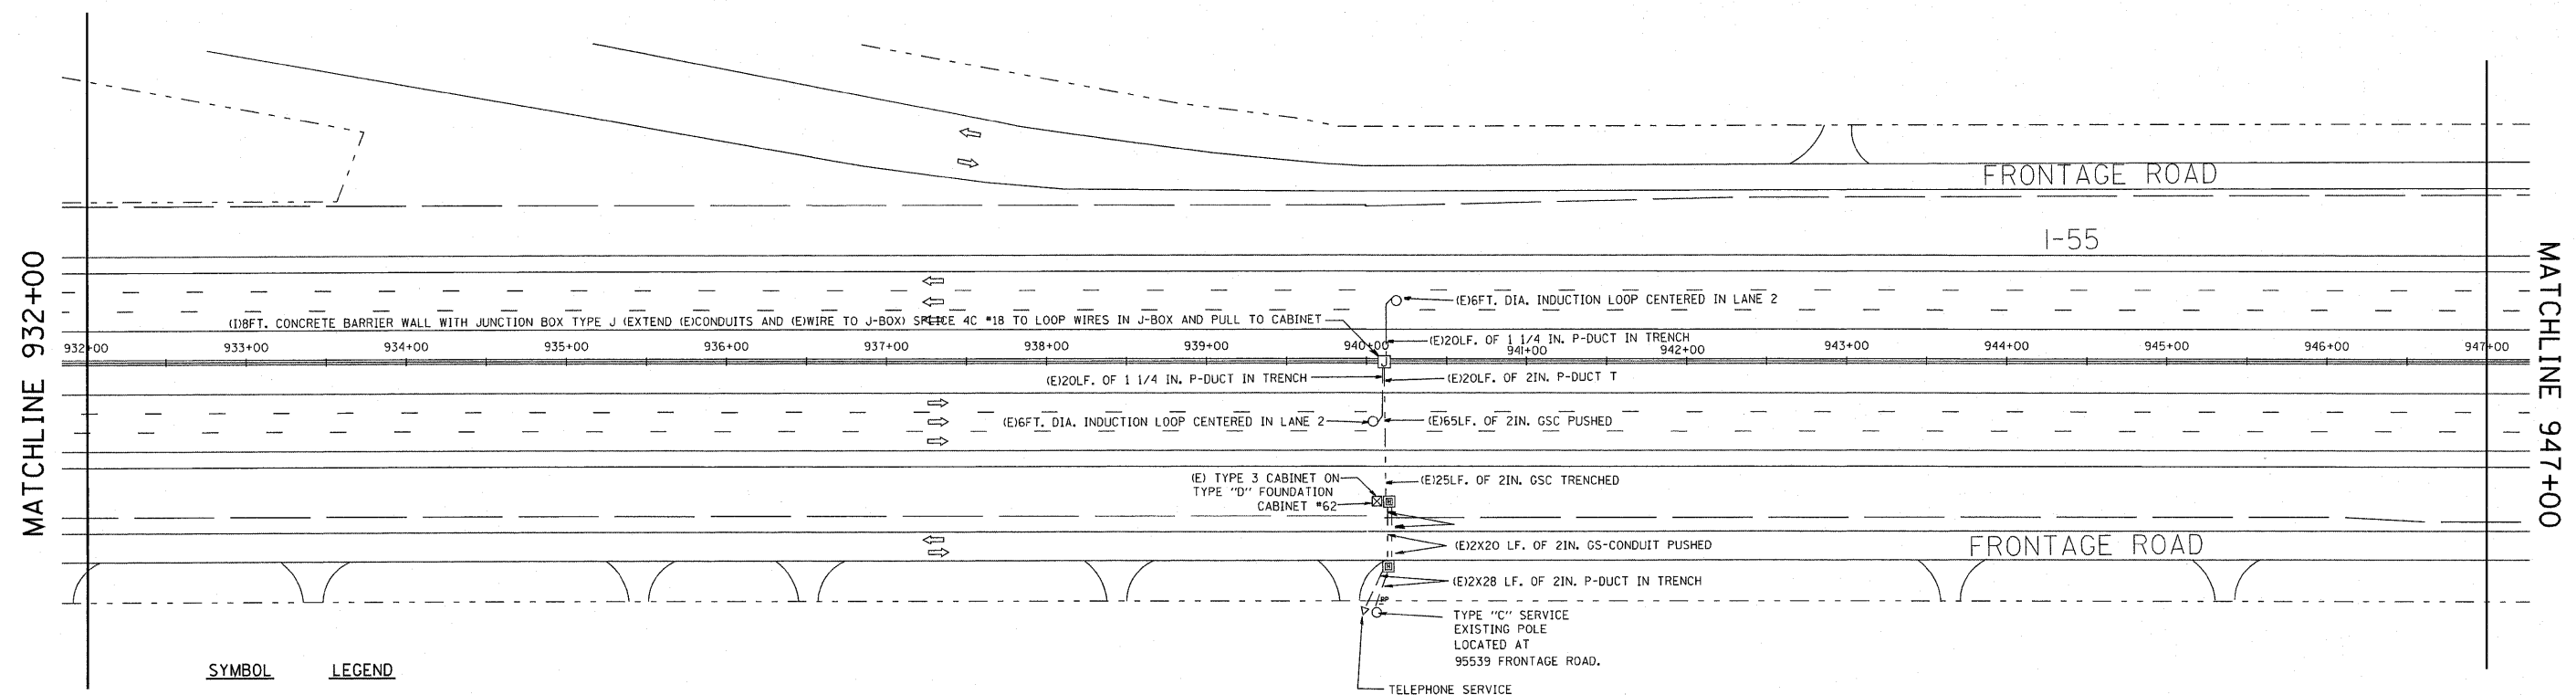 MATCHLINE 932+00
MATCHLINE 947+00
FRONTAGE ROAD
I-55
(E)6FT. DIA. INDUCTION LOOP CENTERED IN LANE 2
(I)8FT. CONCRETE BARRIER WALL WITH JUNCTION BOX TYPE J (EXTEND (E)CONDUITS AND (E)WIRE TO J-BOX) SPLICE 4C #18 TO LOOP WIRES IN J-BOX AND PULL TO CABINET
(E)20LF. OF 1 1/4 IN. P-DUCT IN TRENCH
932+00 933+00 934+00 935+00 936+00 937+00 938+00 939+00 940+00 941+00 942+00 943+00 944+00 945+00 946+00 947+00
J
(E)20LF. OF 1 1/4 IN. P-DUCT IN TRENCH
(E)20LF. OF 2IN. P-DUCT T
(E)6FT. DIA. INDUCTION LOOP CENTERED IN LANE 2
(E)65LF. OF 2IN. GSC PUSHED
(E) TYPE 3 CABINET ON
TYPE "D" FOUNDATION
CABINET #62
(E)25LF. OF 2IN. GSC TRENCHED
(E)2X20 LF. OF 2IN. GS-CONDUIT PUSHED
FRONTAGE ROAD
(E)2X28 LF. OF 2IN. P-DUCT IN TRENCH
TYPE "C" SERVICE
EXISTING POLE
LOCATED AT
95539 FRONTAGE ROAD.
TELEPHONE SERVICE
SYMBOL LEGEND